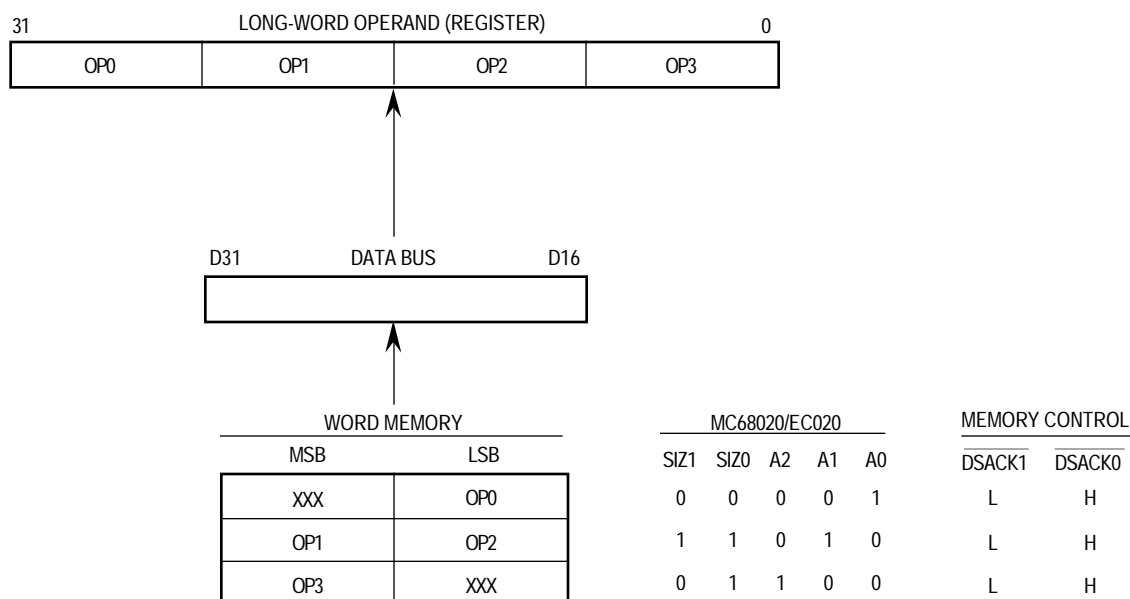 31 LONG-WORD OPERAND (REGISTER) 0
OP0 OP1 OP2 OP3
D31 DATA BUS D16
WORD MEMORY MC68020/EC020 MEMORY CONTROL
MSB LSB SIZ1 SIZ0 A2 A1 A0 DSACK1 DSACK0
XXX OP0 0 0 0 0 1 L H
OP1 OP2 1 1 0 1 0 L H
OP3 XXX 0 1 1 0 0 L H